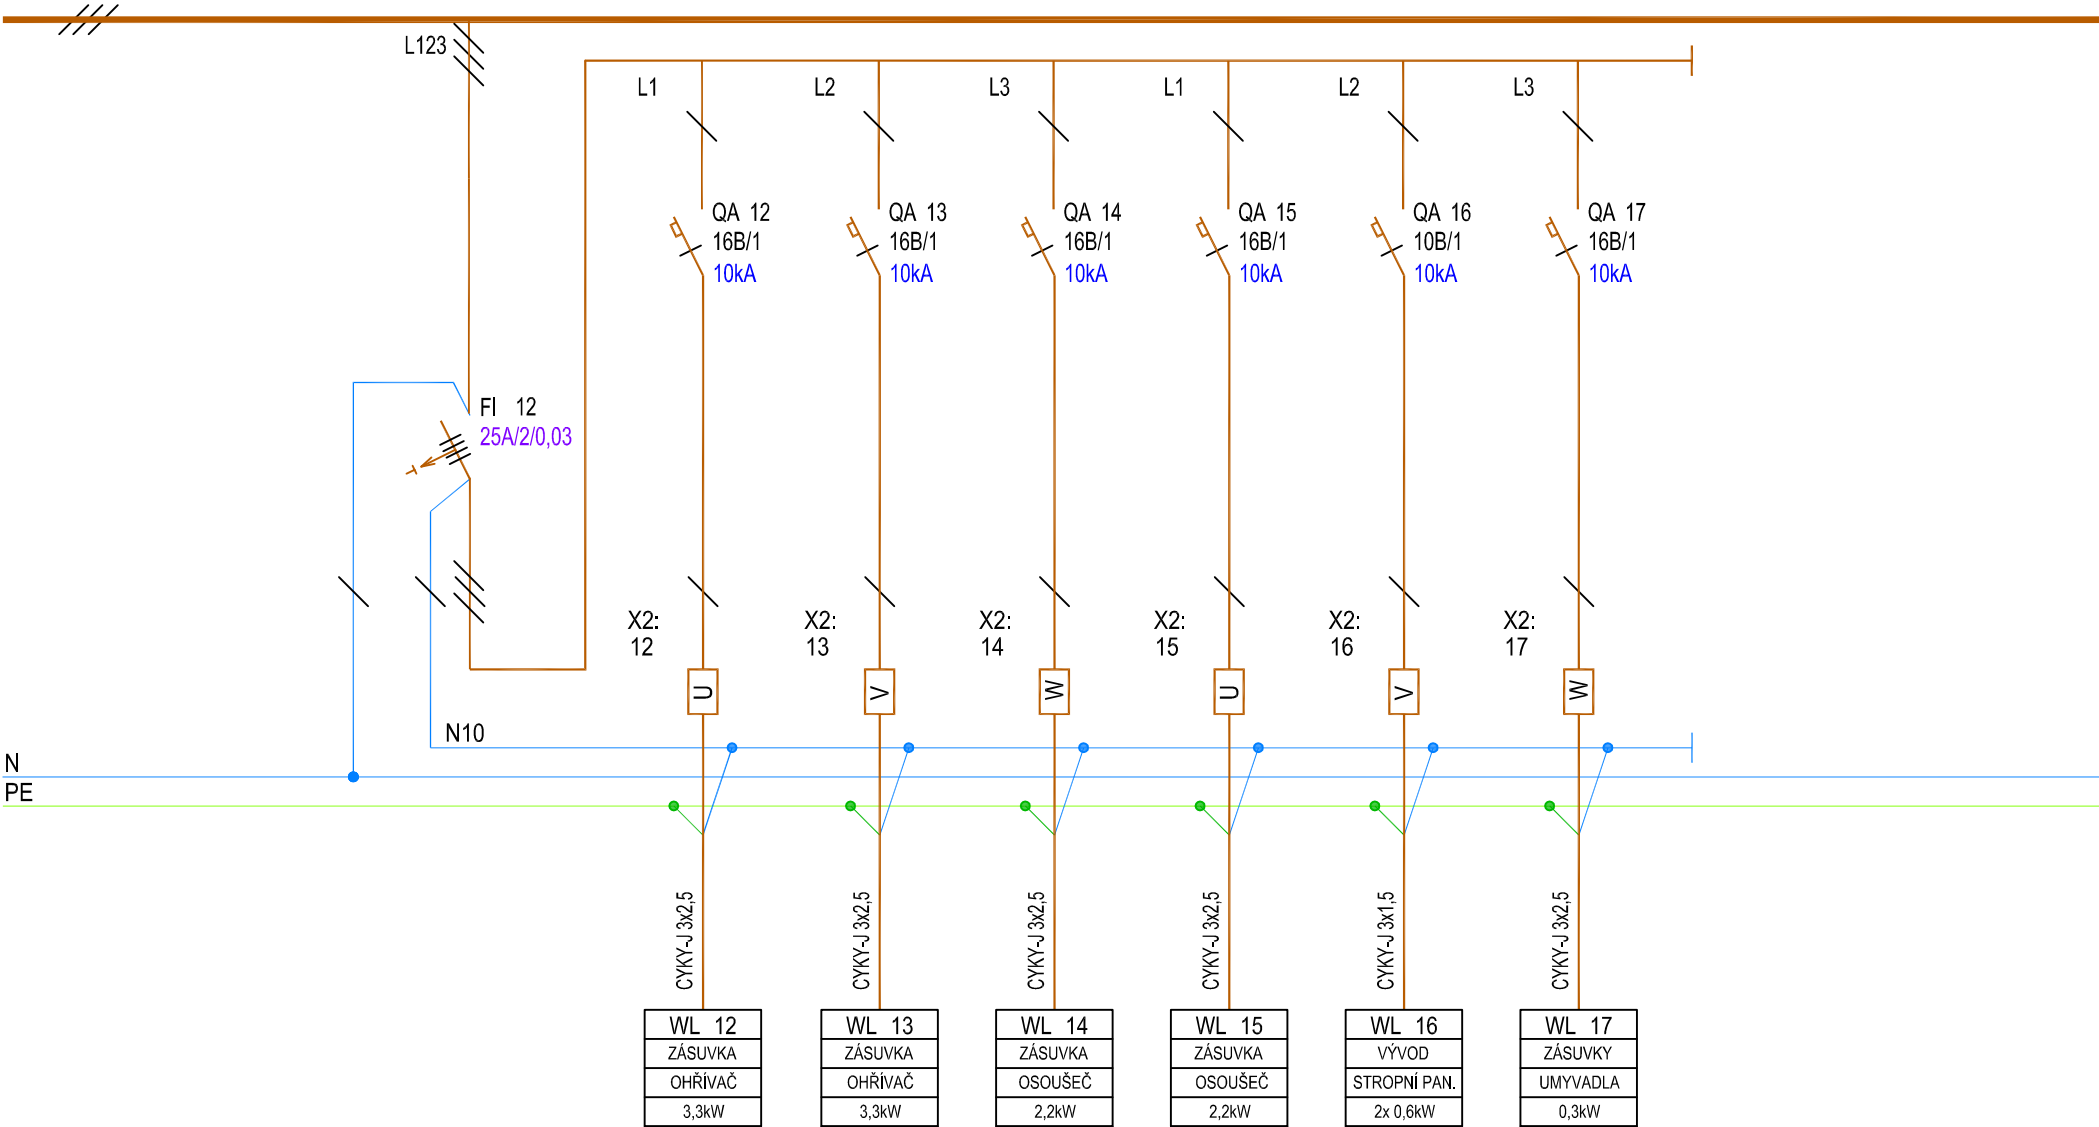 L123
L1
L2
L3
L1
L2
L3
QA 12
16B/1
10kA
QA 13
16B/1
10kA
QA 14
16B/1
10kA
QA 15
16B/1
10kA
QA 16
10B/1
10kA
QA 17
16B/1
10kA
FI 12
25A/2/0,03
X2:
12
X2:
13
X2:
14
X2:
15
X2:
16
X2:
17
U
V
W
U
V
W
N10
N
PE
CYKY-J 3x2,5
CYKY-J 3x2,5
CYKY-J 3x2,5
CYKY-J 3x2,5
CYKY-J 3x1,5
CYKY-J 3x2,5
WL 12
ZÁSUVKA
OHŘÍVAČ
3,3kW
WL 13
ZÁSUVKA
OHŘÍVAČ
3,3kW
WL 14
ZÁSUVKA
OSOUŠEČ
2,2kW
WL 15
ZÁSUVKA
OSOUŠEČ
2,2kW
WL 16
VÝVOD
STROPNÍ PAN.
2x 0,6kW
WL 17
ZÁSUVKY
UMYVADLA
0,3kW